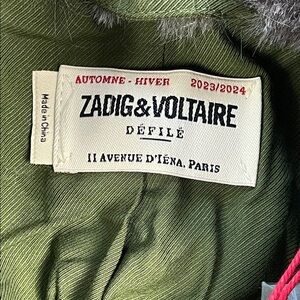 AUTOMNE - HIVER 2023/2024
ZADIG&VOLTAIRE
DÉFILÉ
11 AVENUE D'IÉNA, PARIS
Made in China